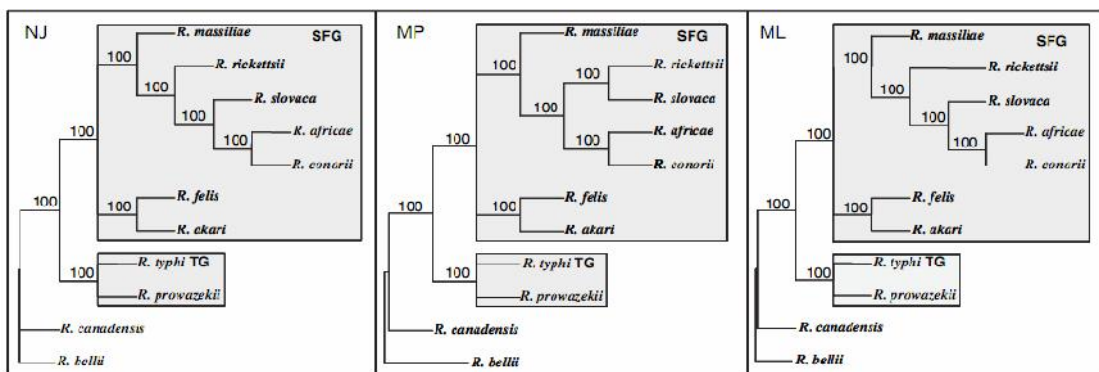 NJ
SFG
R. massiliae
100
R. rickettsii
100
R. slovaca
100
100
R. africae
100
R. conorii
100
R. felis
100
R. akari
100
R. typhi TG
100
R. prowazekii
R. canadensis
R. bellii
MP
SFG
R. massiliae
100
R. rickettsii
100
R. slovaca
100
R. africae
100
100
R. conorii
R. felis
100
R. akari
100
R. typhi TG
100
R. prowazekii
R. canadensis
R. bellii
ML
SFG
R. massiliae
100
R. rickettsii
100
R. slovaca
100
R. africae
100
100
R. conorii
R. felis
100
R. akari
100
R. typhi TG
100
R. prowazekii
R. canadensis
R. bellii